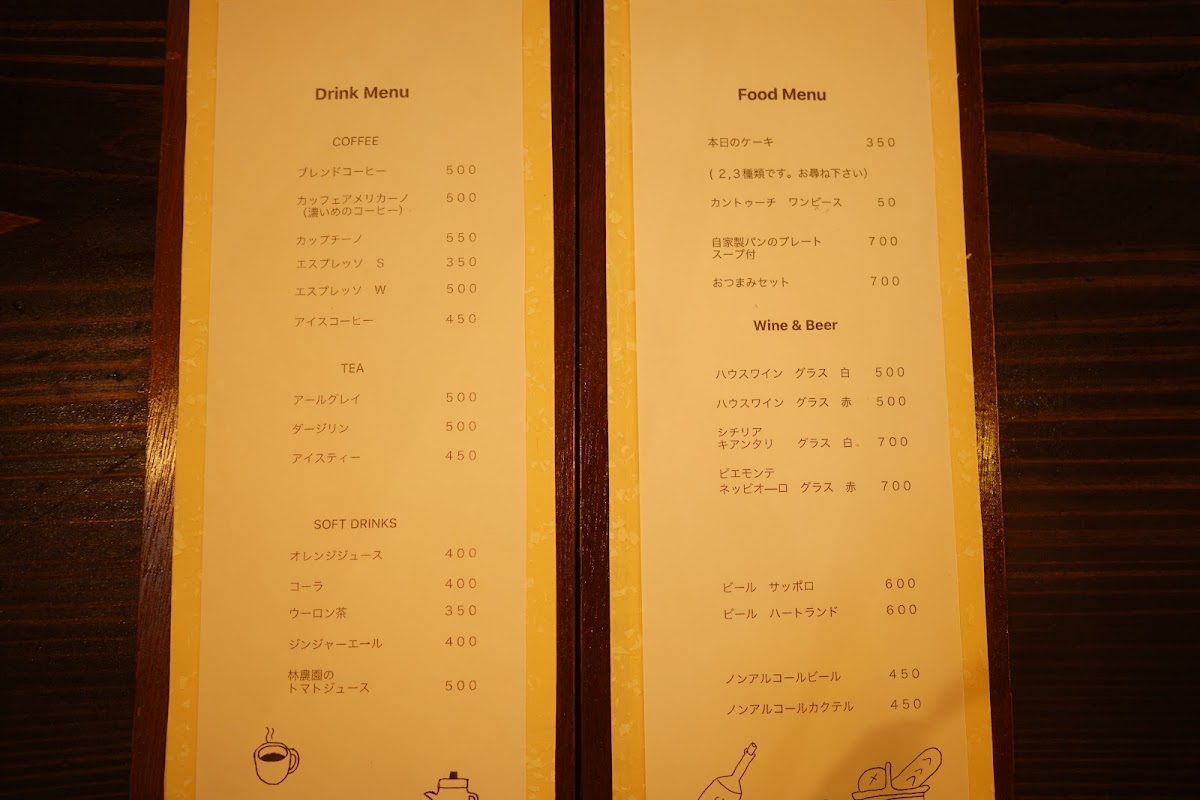 Drink Menu
COFFEE
ブレンドコーヒー 500
カッフェアメリカーノ 500
（濃いめのコーヒー）
カップチーノ 550
エスプレッソ S 350
エスプレッソ W 500
アイスコーヒー 450
TEA
アールグレイ 500
ダージリン 500
アイスティー 450
SOFT DRINKS
オレンジジュース 400
コーラ 400
ウーロン茶 350
ジンジャーエール 400
林農園の
トマトジュース 500
Food Menu
本日のケーキ 350
( 2,3種類です。お尋ね下さい)
カントゥーチ ワンピース 50
自家製パンのプレート 700
スープ付
おつまみセット 700
Wine & Beer
ハウスワイン グラス 白 500
ハウスワイン グラス 赤 500
シチリア
キアンタリ グラス 白、 700
ピエモンテ
ネッビオーロ グラス 赤 700
ビール サッポロ 600
ビール ハートランド 600
ノンアルコールビール 450
ノンアルコールカクテル 450